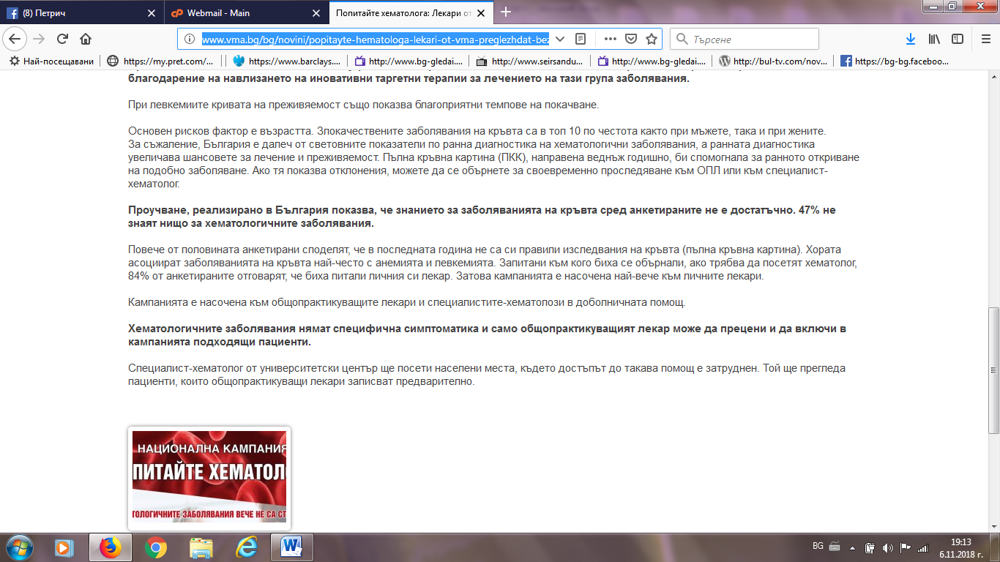 (8) Петрич
Webmail - Main
Попитайте хематолога: Лекари от
www.vma.bg/bg/novini/popitayte-hematologa-lekari-ot-vma-preglezhdat-bez
Търсене
Най-посещавани
https://my.pret.com/...
https://www.barclays....
http://www.bg-gledai....
http://www.seirsandu...
http://www.bg-gledai....
http://bul-tv.com/nov...
https://bg-bg.faceboo...
благодарение на навлизането на иновативни таргетни терапии за лечението на тази група заболявания.
При левкемиите кривата на преживяемост също показва благоприятни темпове на покачване.
Основен рисков фактор е възрастта. Злокачествените заболявания на кръвта са в топ 10 по честота както при мъжете, така и при жените.
За съжаление, България е далеч от световните показатели по ранна диагностика на хематологични заболявания, а ранната диагностика
увеличава шансовете за лечение и преживяемост. Пълна кръвна картина (ПКК), направена веднъж годишно, би спомогнала за ранното откриване
на подобно заболяване. Ако тя показва отклонения, можете да се обърнете за своевременно проследяване към ОПЛ или към специалист-
хематолог.
Проучване, реализирано в България показва, че знанието за заболяванията на кръвта сред анкетираните не е достатъчно. 47% не
знаят нищо за хематологичните заболявания.
Повече от половината анкетирани споделят, че в последната година не са си правили изследвания на кръвта (пълна кръвна картина). Хората
асоциират заболяванията на кръвта най-често с анемията и левкемията. Запитани към кого биха се обърнали, ако трябва да посетят хематолог,
84% от анкетираните отговарят, че биха питали личния си лекар. Затова кампанията е насочена най-вече към личните лекари.
Кампанията е насочена към общопрактикуващите лекари и специалистите-хематолози в доболничната помощ.
Хематологичните заболявания нямат специфична симптоматика и само общопрактикуващият лекар може да прецени и да включи в
кампанията подходящи пациенти.
Специалист-хематолог от университетски център ще посети населени места, където достъпът до такава помощ е затруднен. Той ще прегледа
пациенти, които общопрактикуващи лекари записват предварително.
НАЦИОНАЛНА КАМПАНИЯ
ПИТАЙТЕ ХЕМАТОЛО
ТОЛОГИЧНИТЕ ЗАБОЛЯВАНИЯ ВЕЧЕ НЕ СА СТ
BG
19:13
6.11.2018 г.